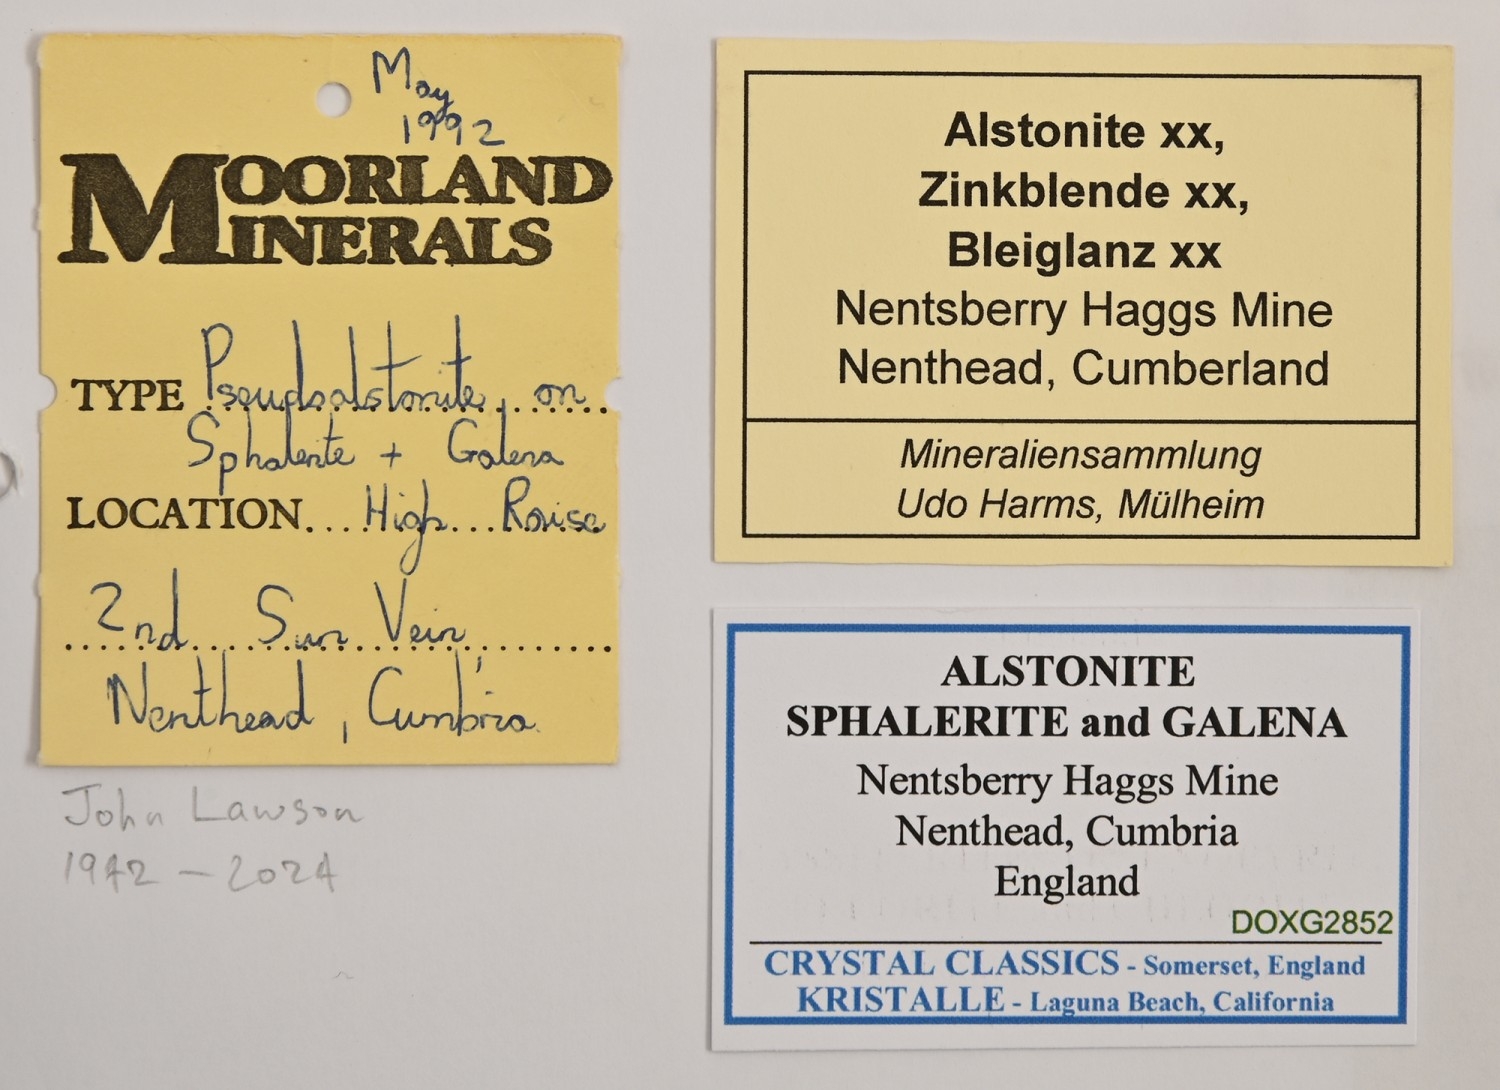 May
1992
MOORLAND
MINERALS
TYPE Pseudoalstonite on
Sphalerite + Galena
LOCATION.... High... Raise
2nd Sun Vein
Nenthead, Cumbria
John Lawson
1942 - 2024
Alstonite xx,
Zinkblende xx,
Bleiglanz xx
Nentsberry Haggs Mine
Nenthead, Cumberland
Mineraliensammlung
Udo Harms, Mülheim
ALSTONITE
SPHALERITE and GALENA
Nentsberry Haggs Mine
Nenthead, Cumbria
England
DOXG2852
CRYSTAL CLASSICS - Somerset, England
KRISTALLE - Laguna Beach, California